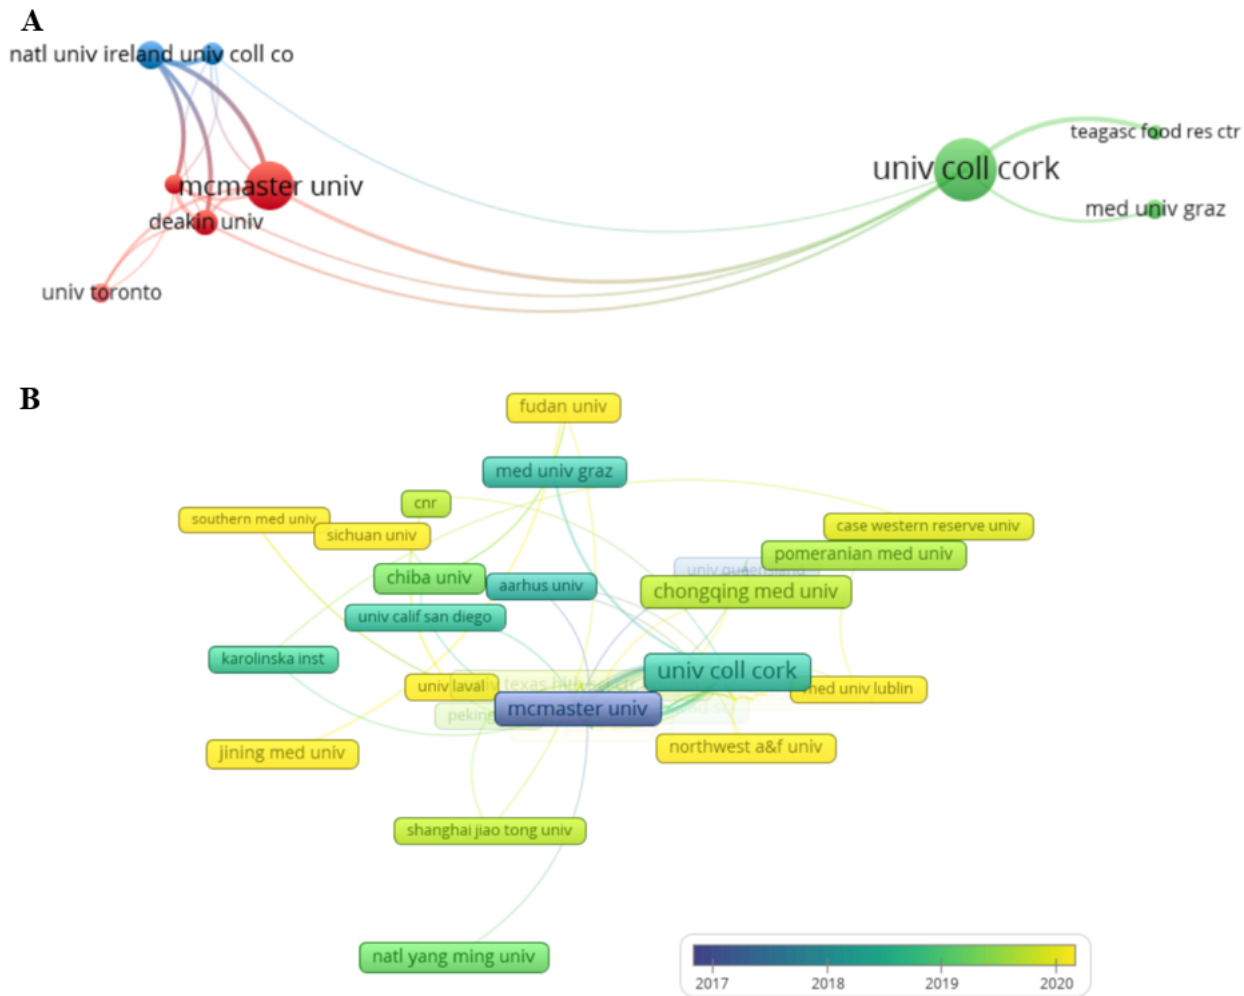 A
natl univ ireland univ coll co
teagasc food res ctr
univ coll cork
mcmaster univ
med univ graz
deakin univ
univ toronto
B
fudan univ
med univ graz
cnr
southern med univ
case western reserve univ
sichuan univ
pomeranian med univ
univ queensland
chiba univ
aarhus univ
chongqing med univ
univ calif san diego
karolinska inst
univ coll cork
univ laval
texas
med univ lublin
mcmaster univ
peking
northwest a&f univ
jining med univ
shanghai jiao tong univ
natl yang ming univ
2017 2018 2019 2020